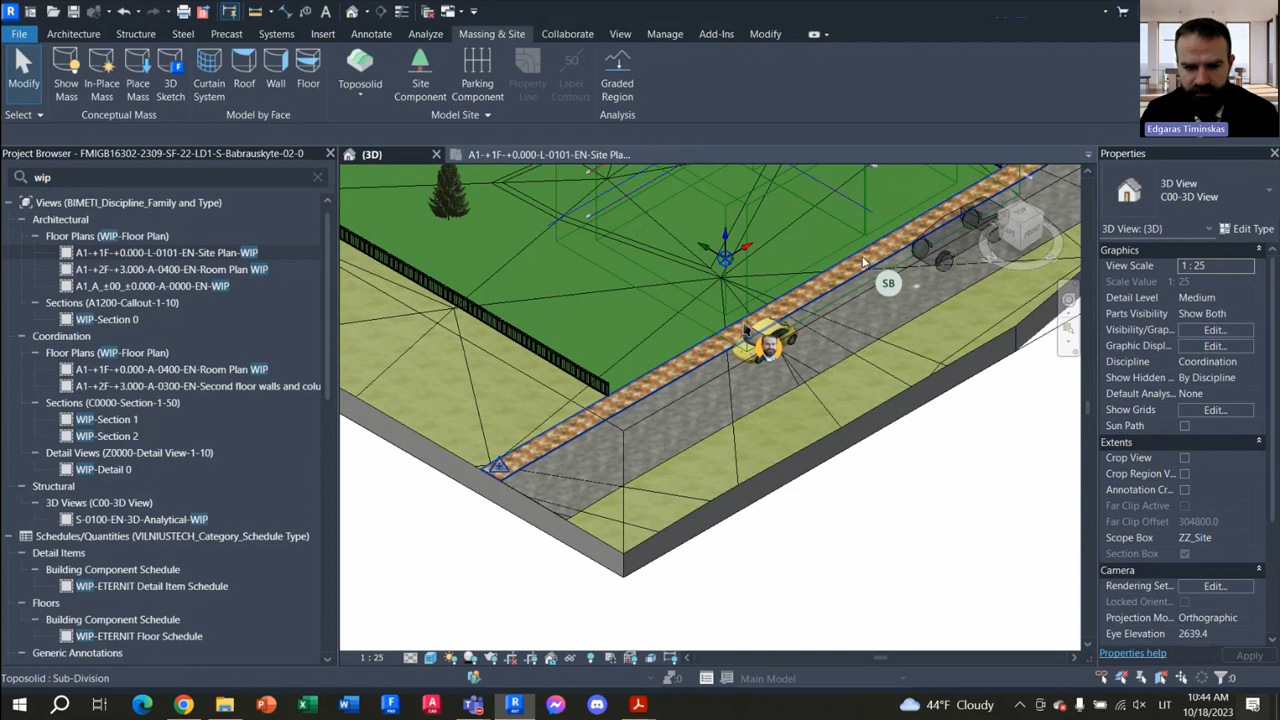 File
Architecture
Structure
Steel
Precast
Systems
Insert
Annotate
Analyze
Massing & Site
Collaborate
View
Manage
Add-Ins
Modify
Modify
Show Mass
In-Place Mass
Place Mass
3D Sketch
Curtain System
Roof
Wall
Floor
Toposolid
Site Component
Parking Component
Property Line
Label Contours
Graded Region
Select
Conceptual Mass
Model by Face
Model Site
Analysis
Edgaras Timinskas
Project Browser - FMIGB16302-2309-SF-22-LD1-S-Babrauskyte-02-0
(3D)
A1-+1F-+0.000-L-0101-EN-Site Pla...
Properties
wip
Views (BIMETI_Discipline_Family and Type)
Architectural
Floor Plans (WIP-Floor Plan)
A1-+1F-+0.000-L-0101-EN-Site Plan-WIP
A1-+2F-+3.000-A-0400-EN-Room Plan WIP
A1_A_±00_±0.000_A-0000-EN-WIP
Sections (A1200-Callout-1-10)
WIP-Section 0
Coordination
Floor Plans (WIP-Floor Plan)
A1-+2F-+3.000-A-0400-EN-Room Plan WIP
A1-+2F-+3.000-A-0300-EN-Second floor walls and colu
Sections (C0000-Section-1-50)
WIP-Section 1
WIP-Section 2
Detail Views (Z0000-Detail View-1-10)
WIP-Detail 0
Structural
3D Views (C00-3D View)
S-0100-EN-3D-Analytical-WIP
Schedules/Quantities (VILNIUSTECH_Category_Schedule Type)
Detail Items
Building Component Schedule
WIP-ETERNIT Detail Item Schedule
Floors
Building Component Schedule
WIP-ETERNIT Floor Schedule
Generic Annotations
FRONT
SB
3D View
C00-3D View
3D View: (3D)
Edit Type
Graphics
View Scale 1 : 25
Scale Value 1: 25
Detail Level Medium
Parts Visibility Show Both
Visibility/Grap... Edit...
Graphic Displ... Edit...
Discipline Coordination
Show Hidden ... By Discipline
Default Analys... None
Show Grids Edit...
Sun Path
Extents
Crop View
Crop Region V...
Annotation Cr...
Far Clip Active
Far Clip Offset 304800.0
Scope Box ZZ_Site
Section Box
Camera
Rendering Set... Edit...
Locked Orient...
Projection Mo... Orthographic
Eye Elevation 2639.4
Properties help
Apply
1 : 25
Toposolid : Sub-Division
:0
Main Model
:0
44°F Cloudy
LIT
10:44 AM
10/18/2023